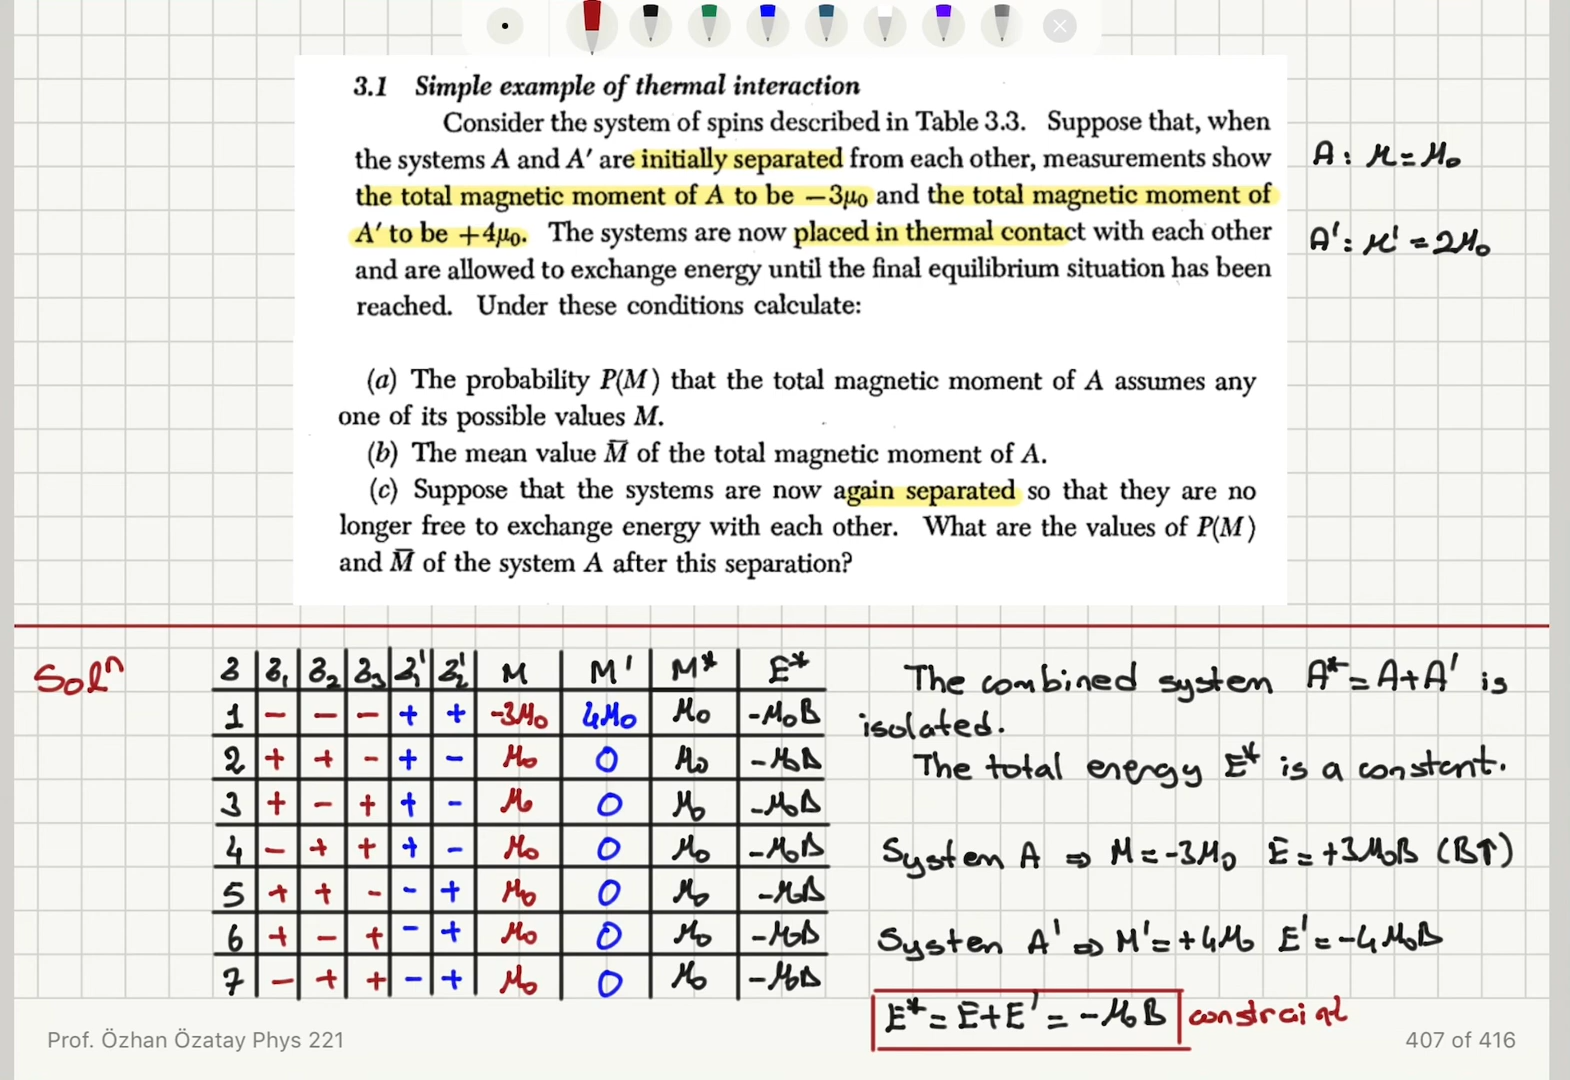 3.1 Simple example of thermal interaction
Consider the system of spins described in Table 3.3. Suppose that, when
the systems A and A′ are initially separated from each other, measurements show
the total magnetic moment of A to be −3μ₀ and the total magnetic moment of
A′ to be +4μ₀. The systems are now placed in thermal contact with each other
and are allowed to exchange energy until the final equilibrium situation has been
reached. Under these conditions calculate:
(a) The probability P(M) that the total magnetic moment of A assumes any
one of its possible values M.
(b) The mean value M̅ of the total magnetic moment of A.
(c) Suppose that the systems are now again separated so that they are no
longer free to exchange energy with each other. What are the values of P(M)
and M̅ of the system A after this separation?
A: μ=μ₀
A': μ' = 2μ₀
Solⁿ
s s₁ s₂ s₃ s₁' s₂' M M' M* E*
1 − − − + + -3μ₀ 4μ₀ μ₀ -μ₀B
2 + + − + − μ₀ 0 μ₀ -μ₀B
3 + − + + − μ₀ 0 μ₀ -μ₀B
4 − + + + − μ₀ 0 μ₀ -μ₀B
5 + + − − + μ₀ 0 μ₀ -μ₀B
6 + − + − + μ₀ 0 μ₀ -μ₀B
7 − + + − + μ₀ 0 μ₀ -μ₀B
The combined system A*=A+A' is
isolated.
The total energy E* is a constant.
System A ⇒ M=-3μ₀ E=+3μ₀B (B↑)
System A' ⇒ M'=+4μ₀ E'=-4μ₀B
E*=E+E'=-μ₀B constraint
Prof. Özhan Özatay Phys 221
407 of 416